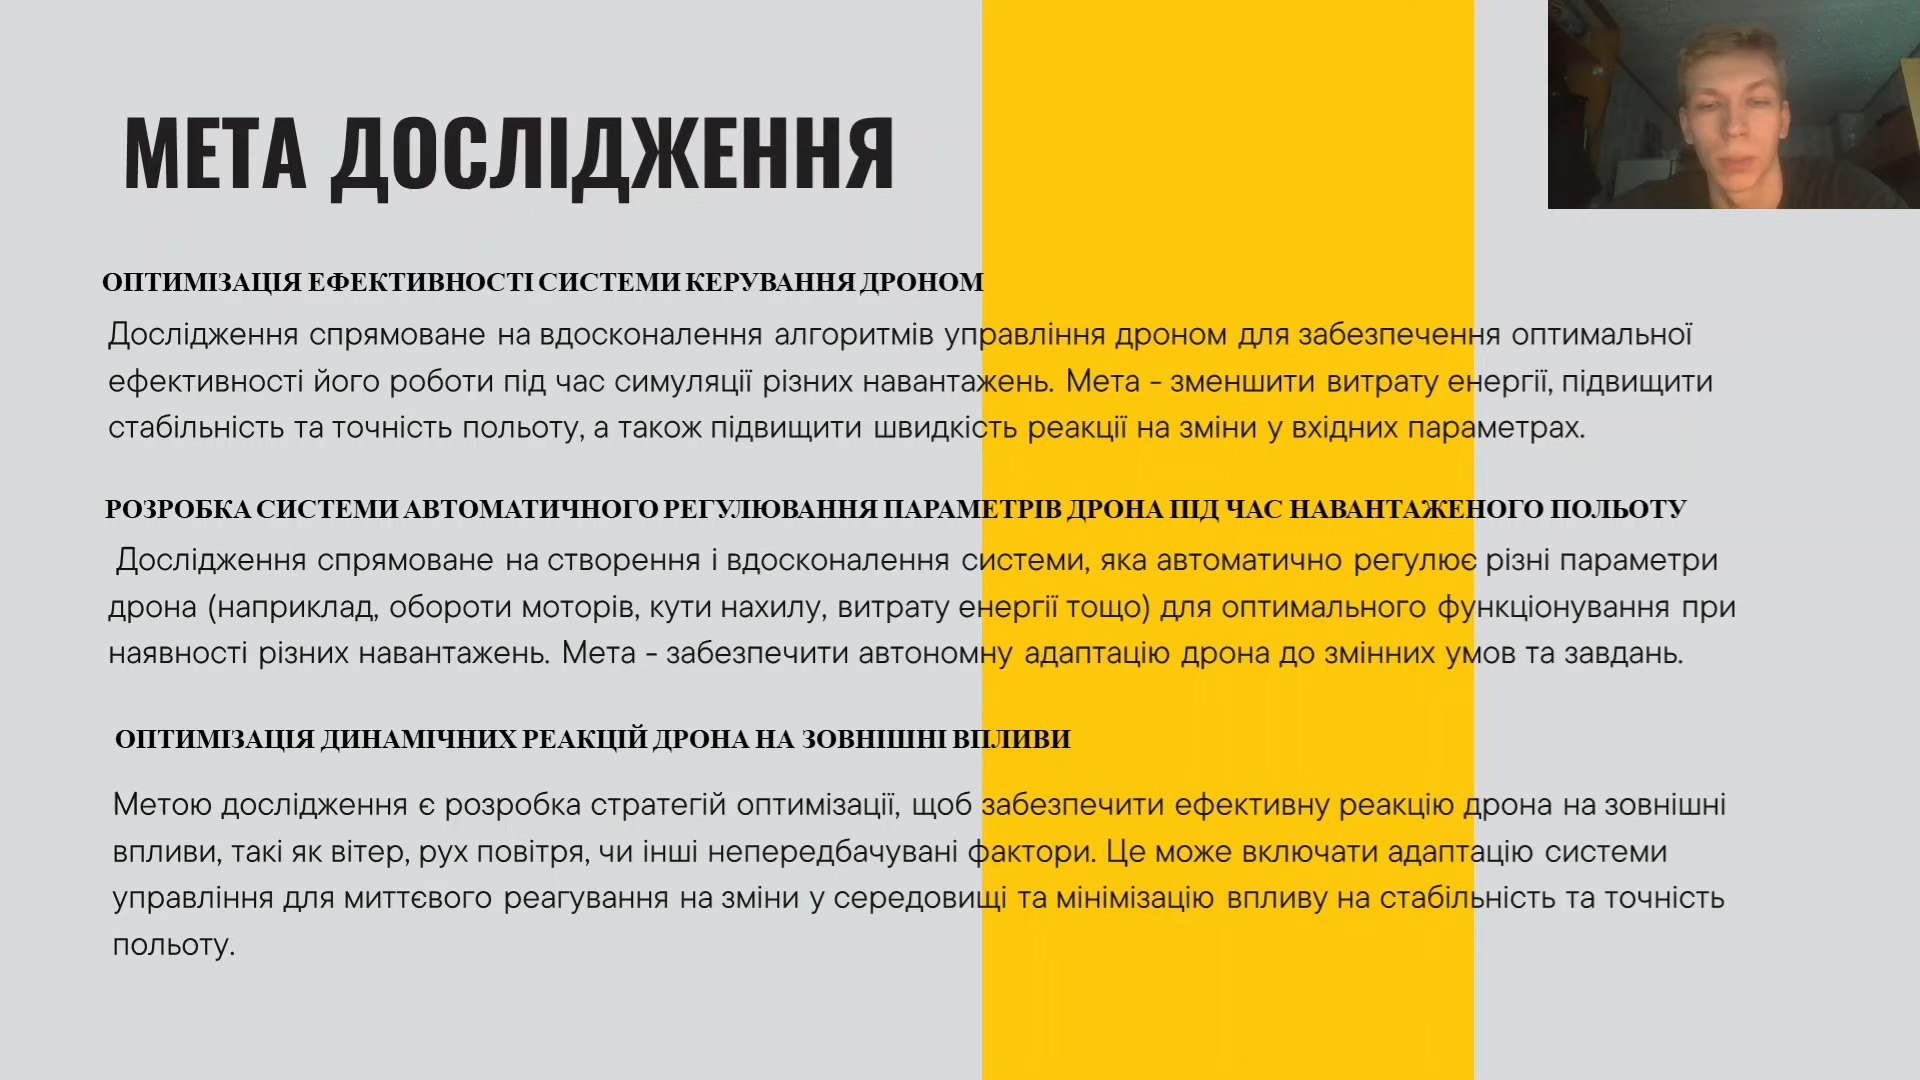 МЕТА ДОСЛІДЖЕННЯ
ОПТИМІЗАЦІЯ ЕФЕКТИВНОСТІ СИСТЕМИ КЕРУВАННЯ ДРОНОМ
Дослідження спрямоване на вдосконалення алгоритмів управління дроном для забезпечення оптимальної
ефективності його роботи під час симуляції різних навантажень. Мета - зменшити витрату енергії, підвищити
стабільність та точність польоту, а також підвищити швидкість реакції на зміни у вхідних параметрах.
РОЗРОБКА СИСТЕМИ АВТОМАТИЧНОГО РЕГУЛЮВАННЯ ПАРАМЕТРІВ ДРОНА ПІД ЧАС НАВАНТАЖЕНОГО ПОЛЬОТУ
Дослідження спрямоване на створення і вдосконалення системи, яка автоматично регулює різні параметри
дрона (наприклад, обороти моторів, кути нахилу, витрату енергії тощо) для оптимального функціонування при
наявності різних навантажень. Мета - забезпечити автономну адаптацію дрона до змінних умов та завдань.
ОПТИМІЗАЦІЯ ДИНАМІЧНИХ РЕАКЦІЙ ДРОНА НА ЗОВНІШНІ ВПЛИВИ
Метою дослідження є розробка стратегій оптимізації, щоб забезпечити ефективну реакцію дрона на зовнішні
впливи, такі як вітер, рух повітря, чи інші непередбачувані фактори. Це може включати адаптацію системи
управління для миттєвого реагування на зміни у середовищі та мінімізацію впливу на стабільність та точність
польоту.